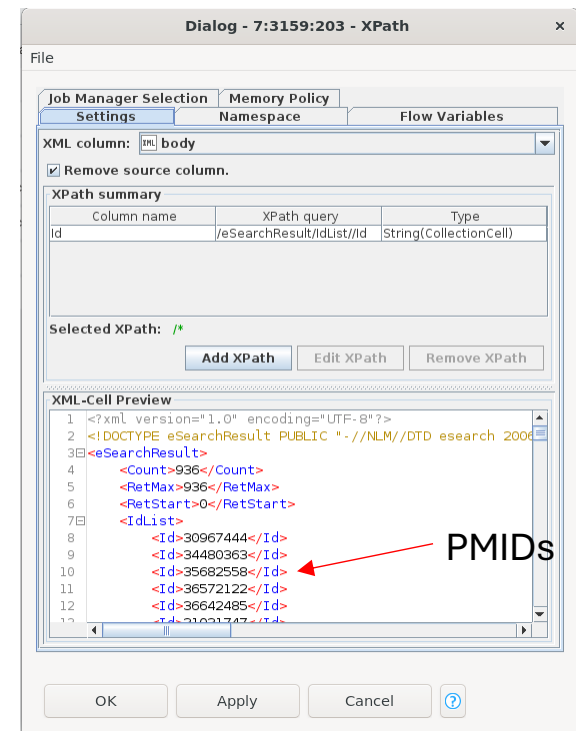 Dialog - 7:3159:203 - XPath ×
File
Job Manager Selection Memory Policy
Settings Namespace Flow Variables
XML column: XML body
Remove source column.
XPath summary
Column name XPath query Type
Id /eSearchResult/IdList//Id String(CollectionCell)
Selected XPath: /*
Add XPath Edit XPath Remove XPath
XML-Cell Preview
1 <?xml version="1.0" encoding="UTF-8"?>
2 <!DOCTYPE eSearchResult PUBLIC "-//NLM//DTD esearch 2006
3 <eSearchResult>
4 <Count>936</Count>
5 <RetMax>936</RetMax>
6 <RetStart>0</RetStart>
7 <IdList>
8 <Id>30967444</Id>
9 <Id>34480363</Id>
10 <Id>35682558</Id>
11 <Id>36572122</Id>
12 <Id>36642485</Id>
PMIDs
OK Apply Cancel ?